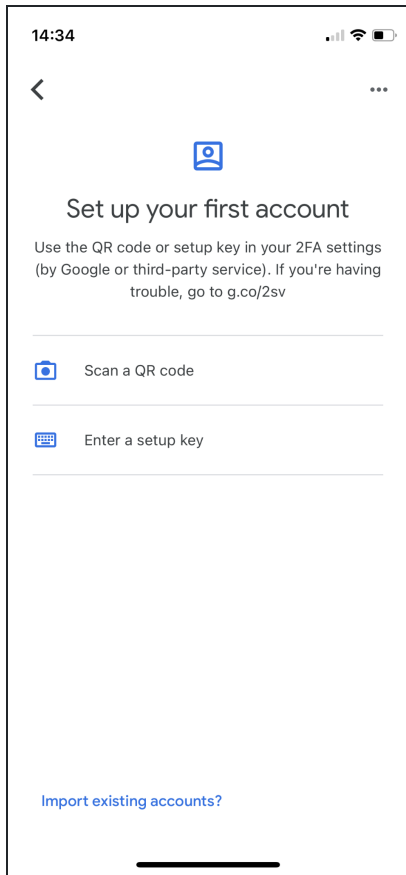 14:34
Set up your first account
Use the QR code or setup key in your 2FA settings
(by Google or third-party service). If you're having
trouble, go to g.co/2sv
Scan a QR code
Enter a setup key
Import existing accounts?